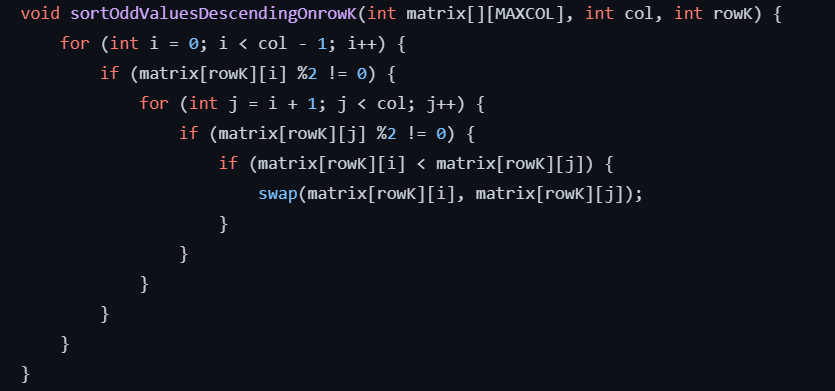 void sortOddValuesDescendingOnrowK(int matrix[][MAXCOL], int col, int rowK) {
    for (int i = 0; i < col - 1; i++) {
        if (matrix[rowK][i] %2 != 0) {
            for (int j = i + 1; j < col; j++) {
                if (matrix[rowK][j] %2 != 0) {
                    if (matrix[rowK][i] < matrix[rowK][j]) {
                        swap(matrix[rowK][i], matrix[rowK][j]);
                    }
                }
            }
        }
    }
}